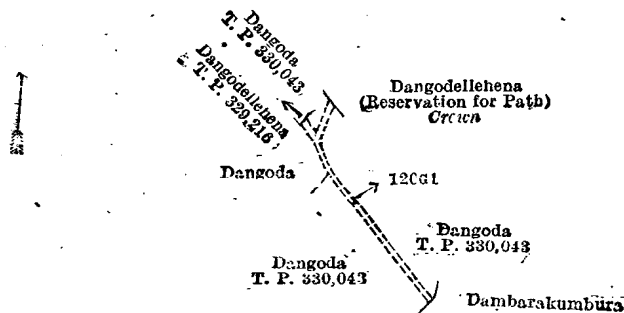 Dangoda
T. P. 330,043
Dangodellehena
T. P. 329,216
Dangodellehena
(Reservation for Path)
Crown
Dangoda
Dangoda
T. P. 330,043
Dangoda
T. P. 330,043
Dambarakumbura